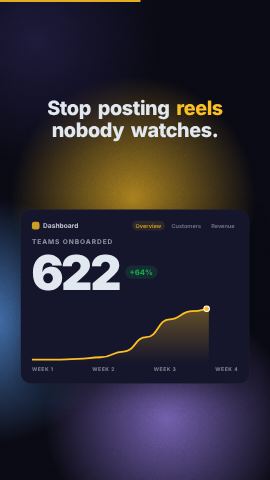 Stop posting reels
nobody watches.
Dashboard
Overview Customers Revenue
TEAMS ONBOARDED
622 +64%
WEEK 1 WEEK 2 WEEK 3 WEEK 4